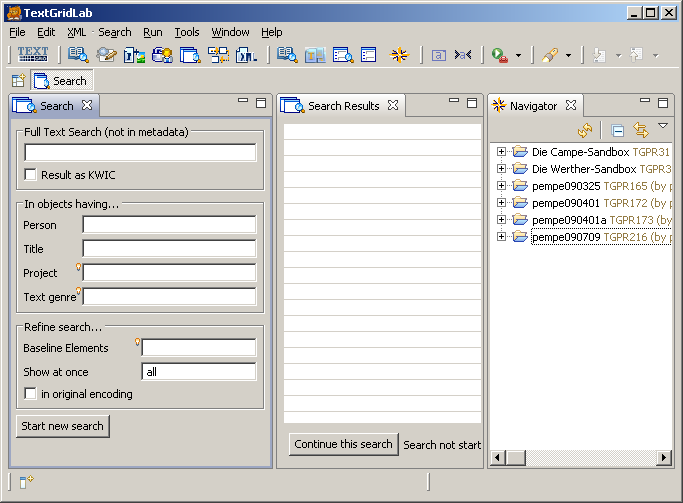 TextGridLab
File Edit XML Search Run Tools Window Help
TEXT
Search
Search
Full Text Search (not in metadata)
Result as KWIC
In objects having...
Person
Title
Project
Text genre
Refine search...
Baseline Elements
Show at once all
in original encoding
Start new search
Search Results
Continue this search Search not start
Navigator
Die Campe-Sandbox TGPR31
Die Werther-Sandbox TGPR3
pempe090325 TGPR165 (by p
pempe090401 TGPR172 (by p
pempe090401a TGPR173 (by
pempe090709 TGPR216 (by p